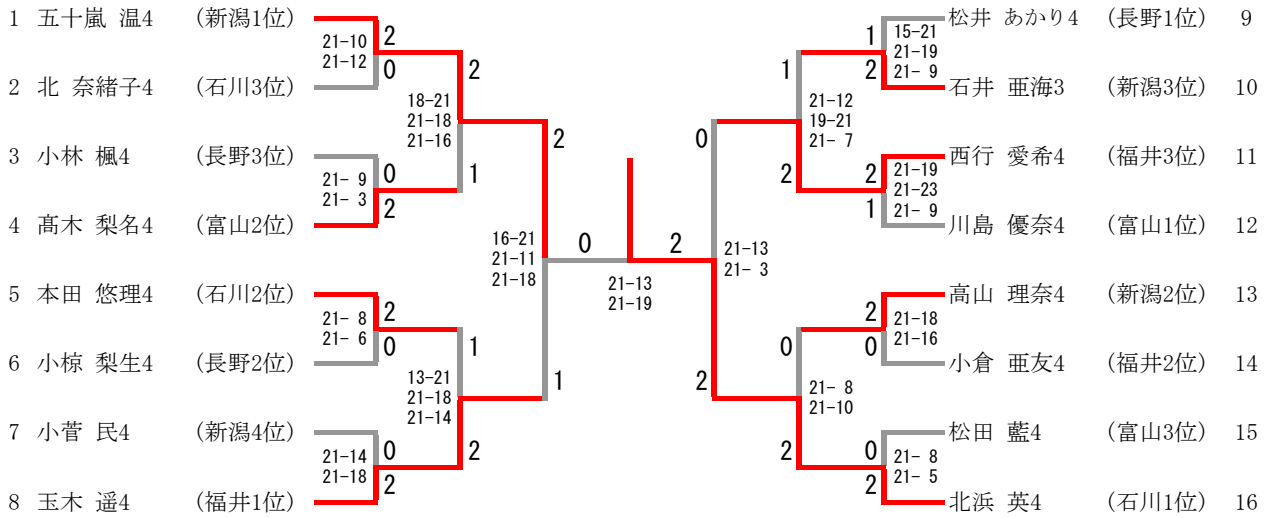 1 五十嵐 温4 (新潟1位)
21-10 2
21-12 0
2 北 奈緒子4 (石川3位)
2
18-21
21-18
21-16
1
3 小林 楓4 (長野3位)
21- 9 0
21- 3 2
4 髙木 梨名4 (富山2位)
2
16-21
21-11
21-18
1
5 本田 悠理4 (石川2位)
21- 8 2
21- 6 0
6 小椋 梨生4 (長野2位)
1
13-21
21-18
21-14
2
7 小菅 民4 (新潟4位)
21-14 0
21-18 2
8 玉木 遥4 (福井1位)
0 2
21-13
21-19
松井 あかり4 (長野1位) 9
1 15-21
21-19
2 21- 9
石井 亜海3 (新潟3位) 10
1
21-12
19-21
21- 7
2
西行 愛希4 (福井3位) 11
2 21-19
21-23
1 21- 9
川島 優奈4 (富山1位) 12
0
21-13
21- 3
2
高山 理奈4 (新潟2位) 13
2 21-18
0 21-16
小倉 亜友4 (福井2位) 14
0
21- 8
21-10
2
松田 藍4 (富山3位) 15
0 21- 8
2 21- 5
北浜 英4 (石川1位) 16